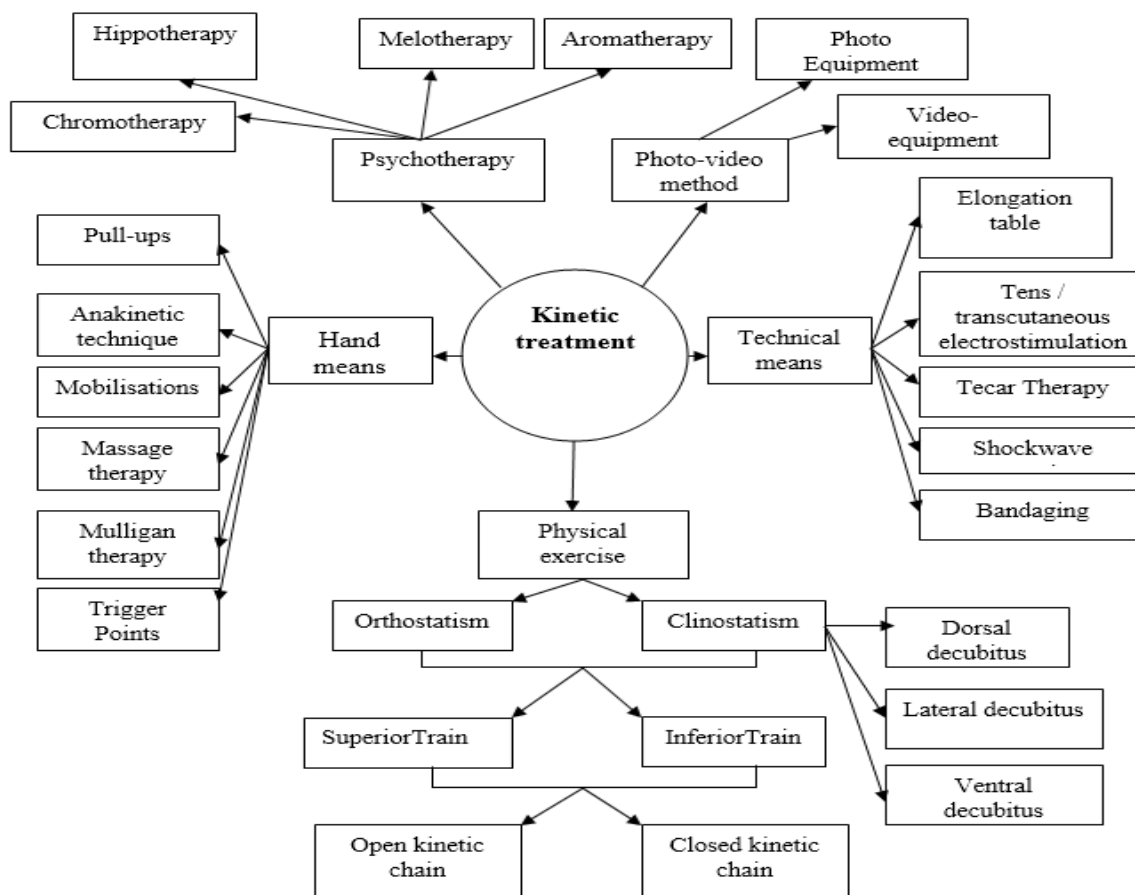 Hippotherapy
Melotherapy
Aromatherapy
Photo
Equipment
Chromotherapy
Video-
equipment
Psychotherapy
Photo-video
method
Elongation
table
Pull-ups
Tens /
transcutaneous
electrostimulation
Anakinetic
technique
Hand
means
Kinetic
treatment
Technical
means
Mobilisations
Tecar Therapy
Massage
therapy
Shockwave
Mulligan
therapy
Bandaging
Physical
exercise
Trigger
Points
Orthostatism
Clinostatism
Dorsal
decubitus
Lateral decubitus
SuperiorTrain
InferiorTrain
Ventral
decubitus
Open kinetic
chain
Closed kinetic
chain